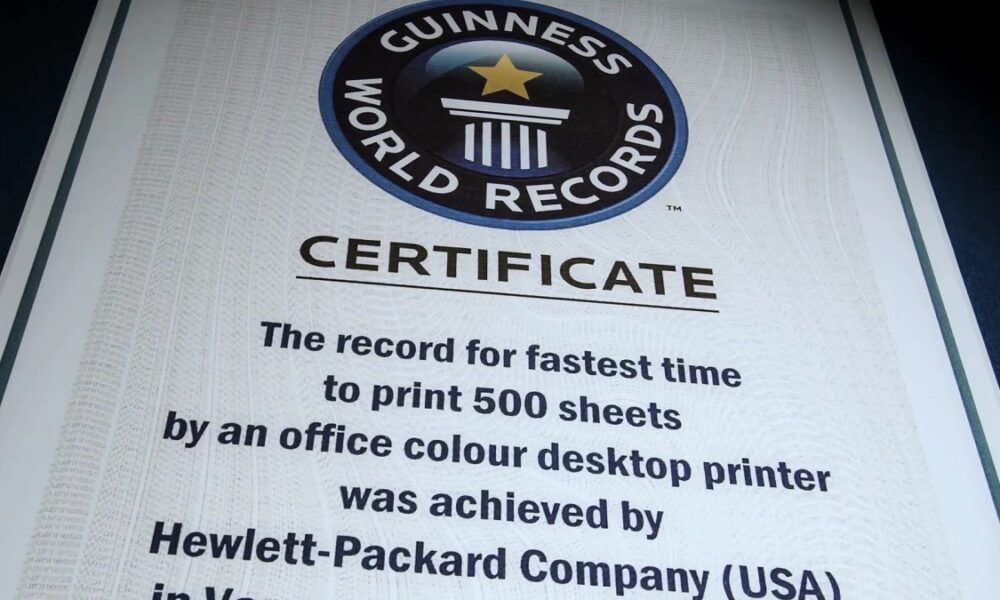 GUINNESS
WORLD RECORDS
TM
CERTIFICATE
The record for fastest time
to print 500 sheets
by an office colour desktop printer
was achieved by
Hewlett-Packard Company (USA)
in